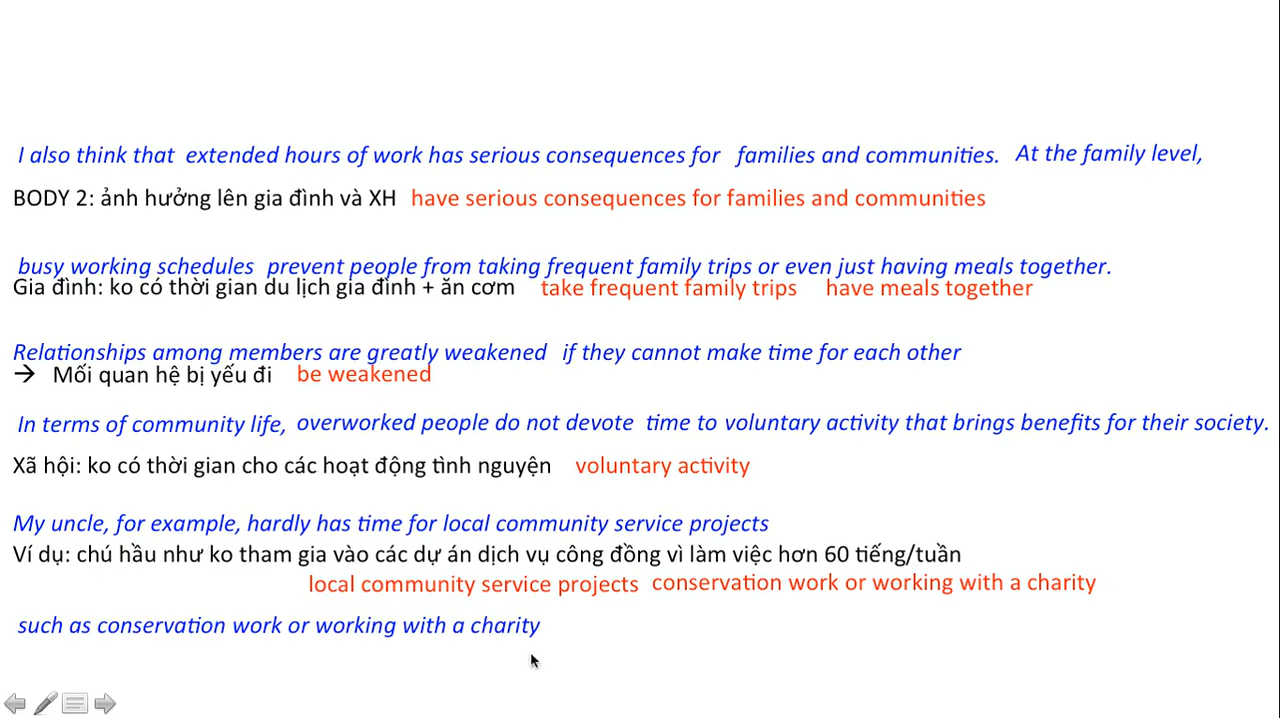 I also think that extended hours of work has serious consequences for families and communities. At the family level,
BODY 2: ảnh hưởng lên gia đình và XH have serious consequences for families and communities
busy working schedules prevent people from taking frequent family trips or even just having meals together.
Gia đình: ko có thời gian du lịch gia đình + ăn cơm take frequent family trips have meals together
Relationships among members are greatly weakened if they cannot make time for each other
→ Mối quan hệ bị yếu đi be weakened
In terms of community life, overworked people do not devote time to voluntary activity that brings benefits for their society.
Xã hội: ko có thời gian cho các hoạt động tình nguyện voluntary activity
My uncle, for example, hardly has time for local community service projects
Ví dụ: chú hầu như ko tham gia vào các dự án dịch vụ công đồng vì làm việc hơn 60 tiếng/tuần
local community service projects conservation work or working with a charity
such as conservation work or working with a charity